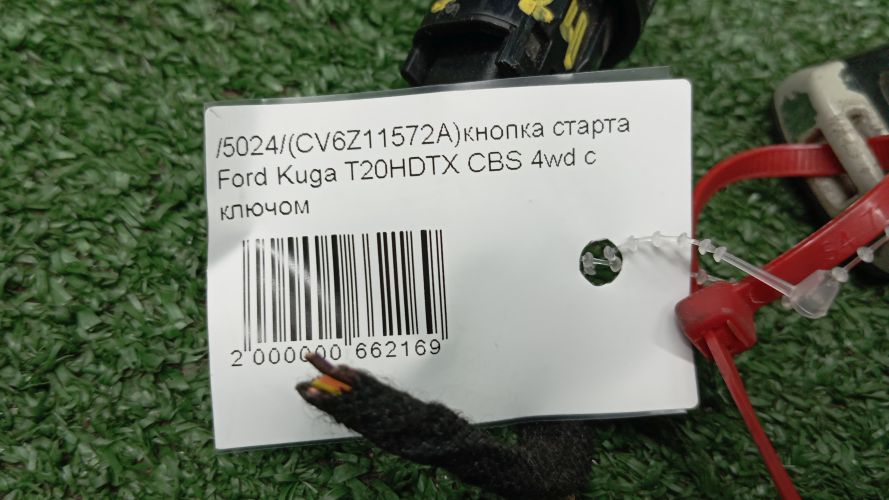 /5024/(CV6Z11572A)кнопка старта
Ford Kuga T20HDTX CBS 4wd с
ключом
2 000000 662169